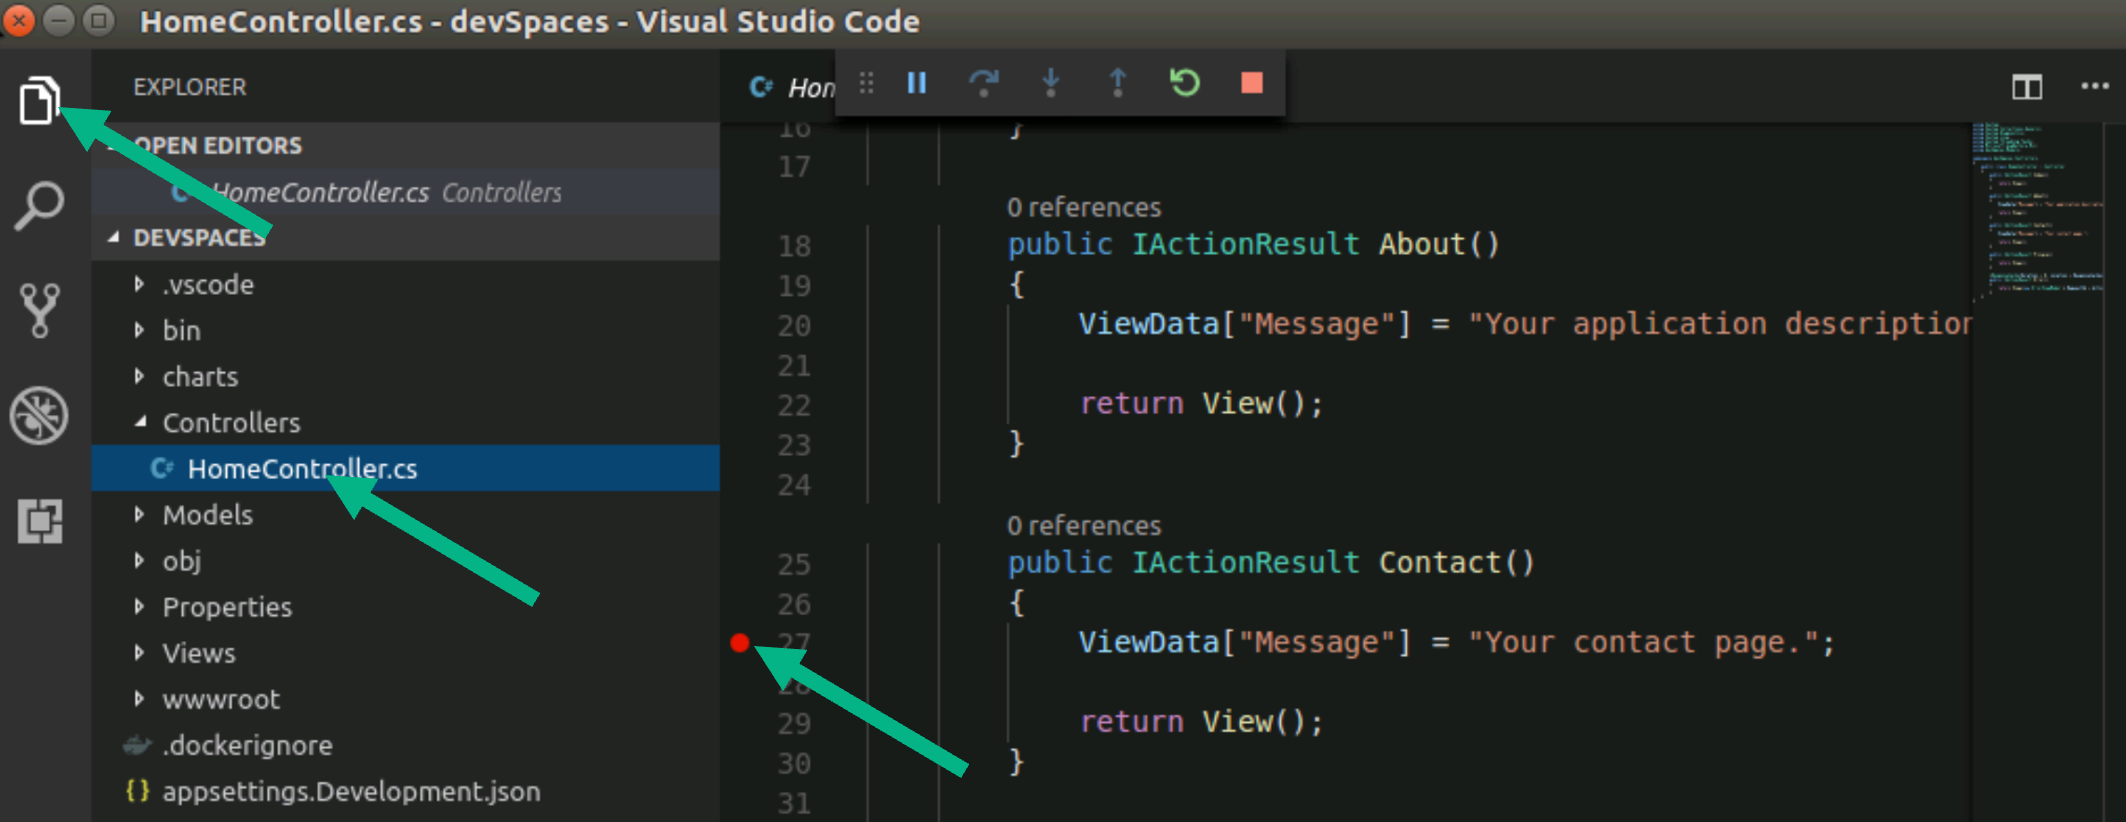 HomeController.cs - devSpaces - Visual Studio Code
EXPLORER
OPEN EDITORS
HomeController.cs Controllers
DEVSPACES
.vscode
bin
charts
Controllers
C# HomeController.cs
Models
obj
Properties
Views
wwwroot
.dockerignore
{} appsettings.Development.json
C# Hom
16 }
17
0 references
18 public IActionResult About()
19 {
20 ViewData["Message"] = "Your application description
21
22 return View();
23 }
24
0 references
25 public IActionResult Contact()
26 {
27 ViewData["Message"] = "Your contact page.";
28
29 return View();
30 }
31